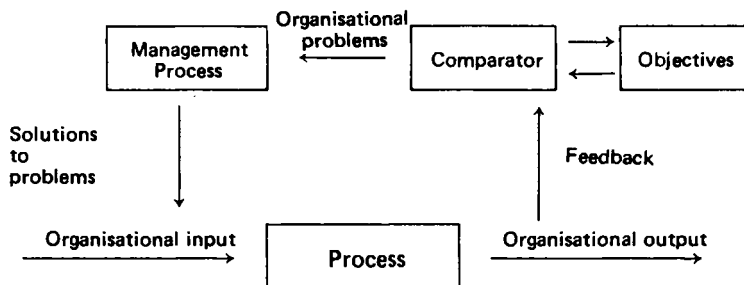 Organisational
problems
Management
Process
Comparator
Objectives
Solutions
to
problems
Feedback
Organisational input
Process
Organisational output